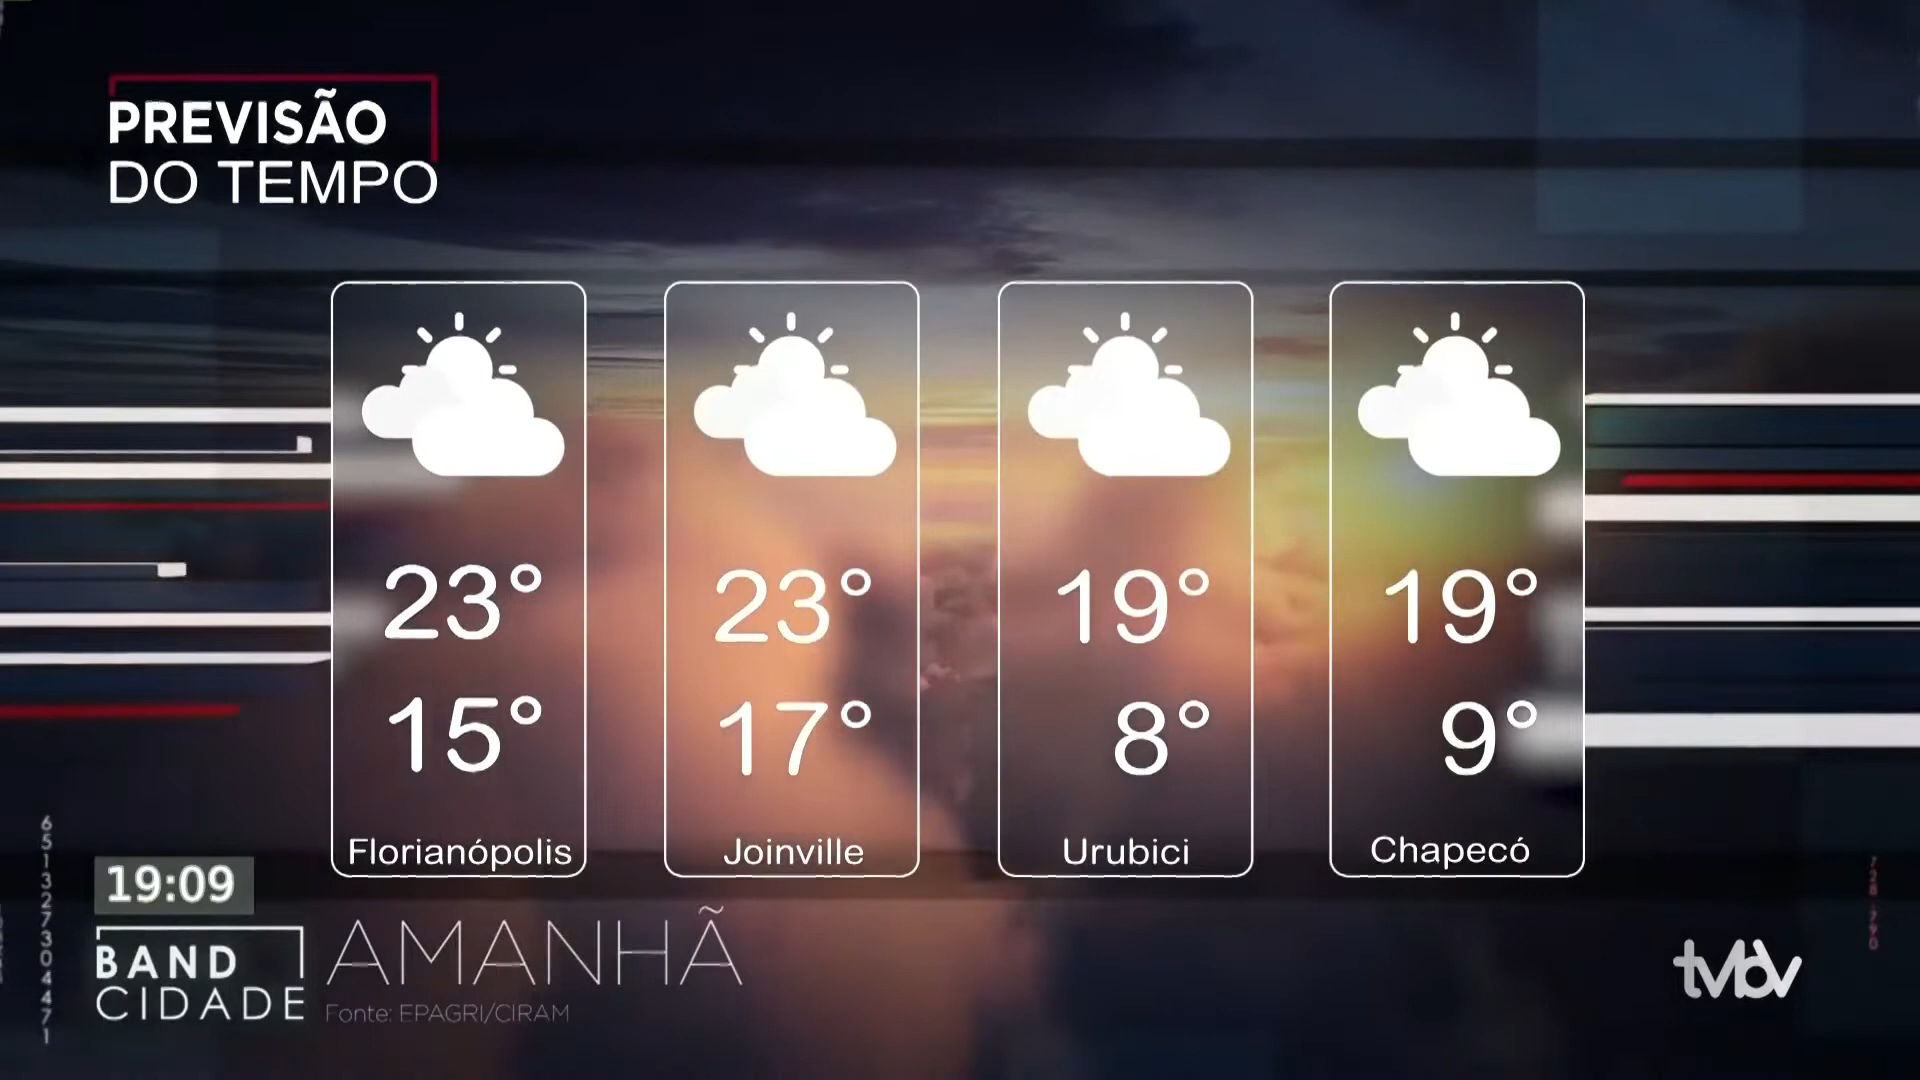 PREVISÃO
DO TEMPO
23°
15°
Florianópolis
23°
17°
Joinville
19°
8°
Urubici
19°
9°
Chapecó
19:09
BAND
CIDADE
AMANHÃ
Fonte: EPAGRI/CIRAM
tvbv
651327304471